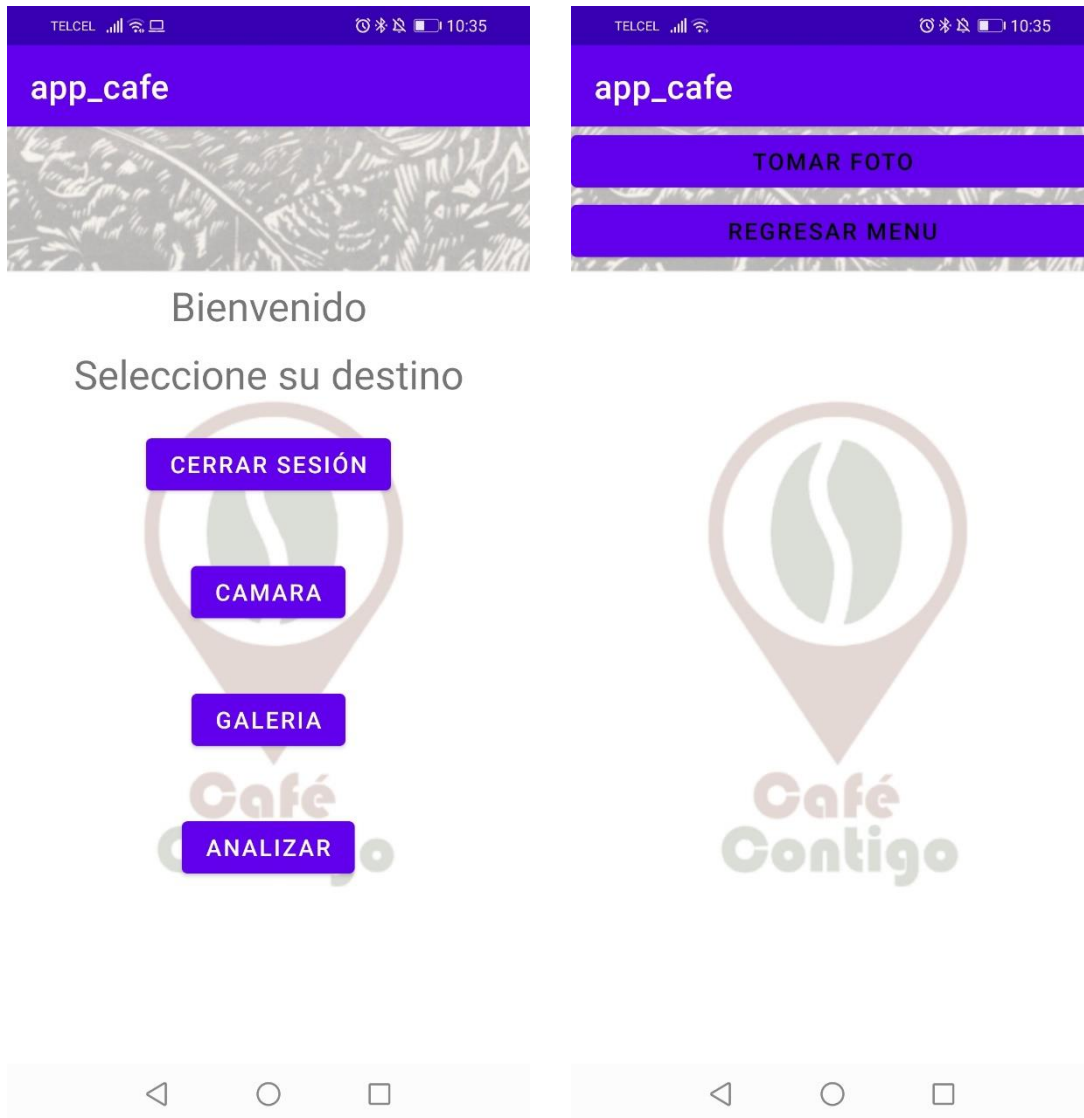 TELCEL 10:35
app_cafe
Bienvenido
Seleccione su destino
CERRAR SESIÓN
CAMARA
GALERIA
Café
ANALIZAR
TELCEL 10:35
app_cafe
TOMAR FOTO
REGRESAR MENU
Café
Contigo